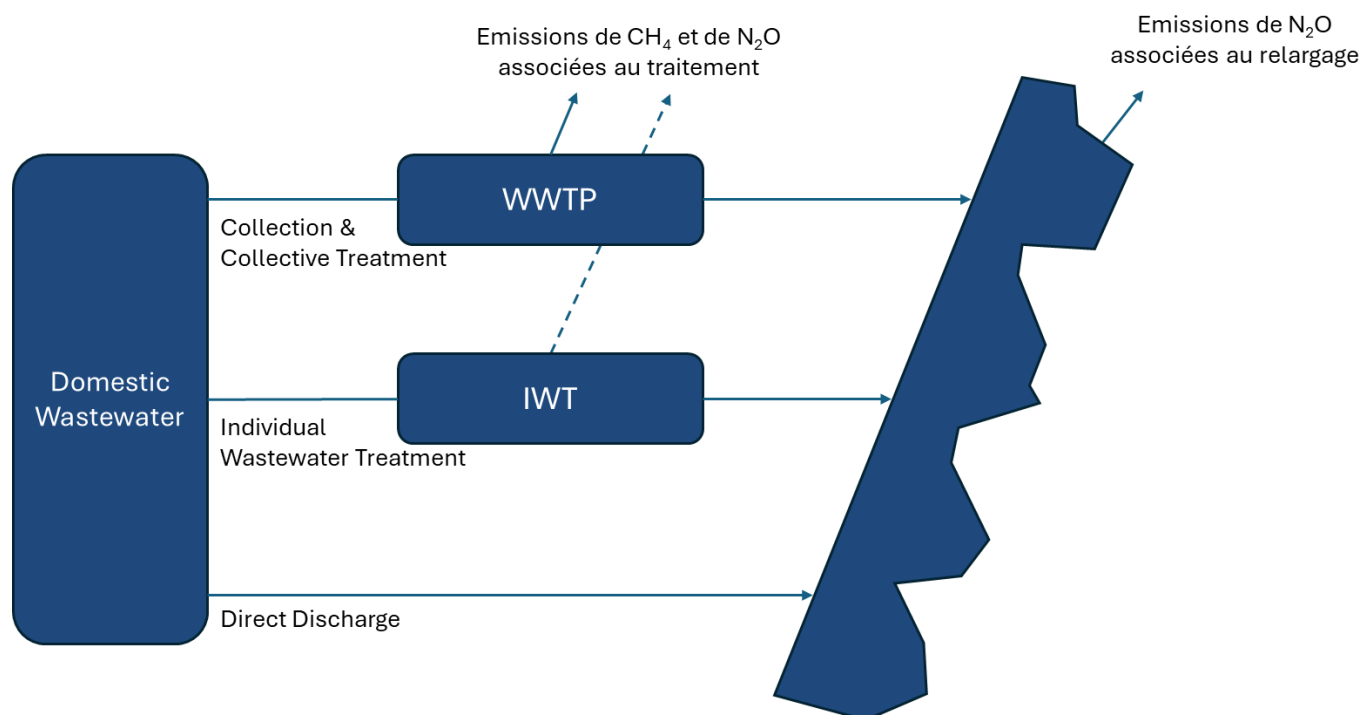 Emissions de CH₄ et de N₂O
associées au traitement
Emissions de N₂O
associées au relargage
WWTP
Collection &
Collective Treatment
Domestic
Wastewater
IWT
Individual
Wastewater Treatment
Direct Discharge